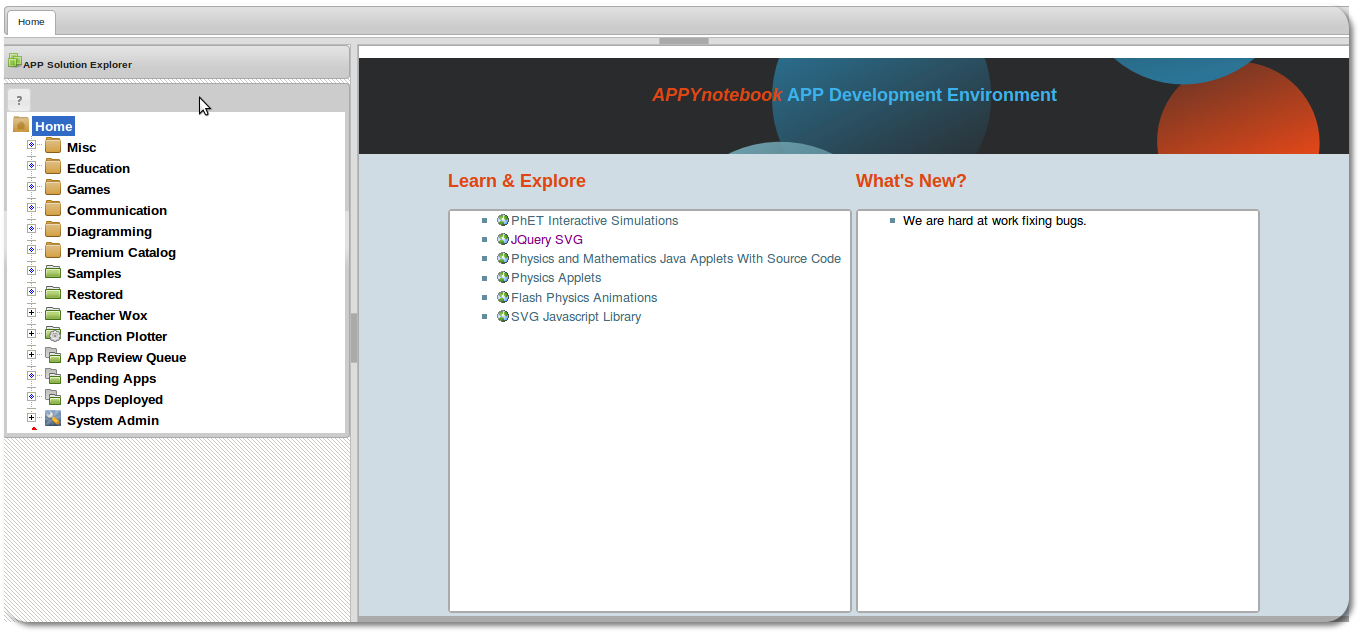 Home
APP Solution Explorer
?
Home
Misc
Education
Games
Communication
Diagramming
Premium Catalog
Samples
Restored
Teacher Wox
Function Plotter
App Review Queue
Pending Apps
Apps Deployed
System Admin
APPYnotebook APP Development Environment
Learn & Explore
PhET Interactive Simulations
JQuery SVG
Physics and Mathematics Java Applets With Source Code
Physics Applets
Flash Physics Animations
SVG Javascript Library
What's New?
We are hard at work fixing bugs.